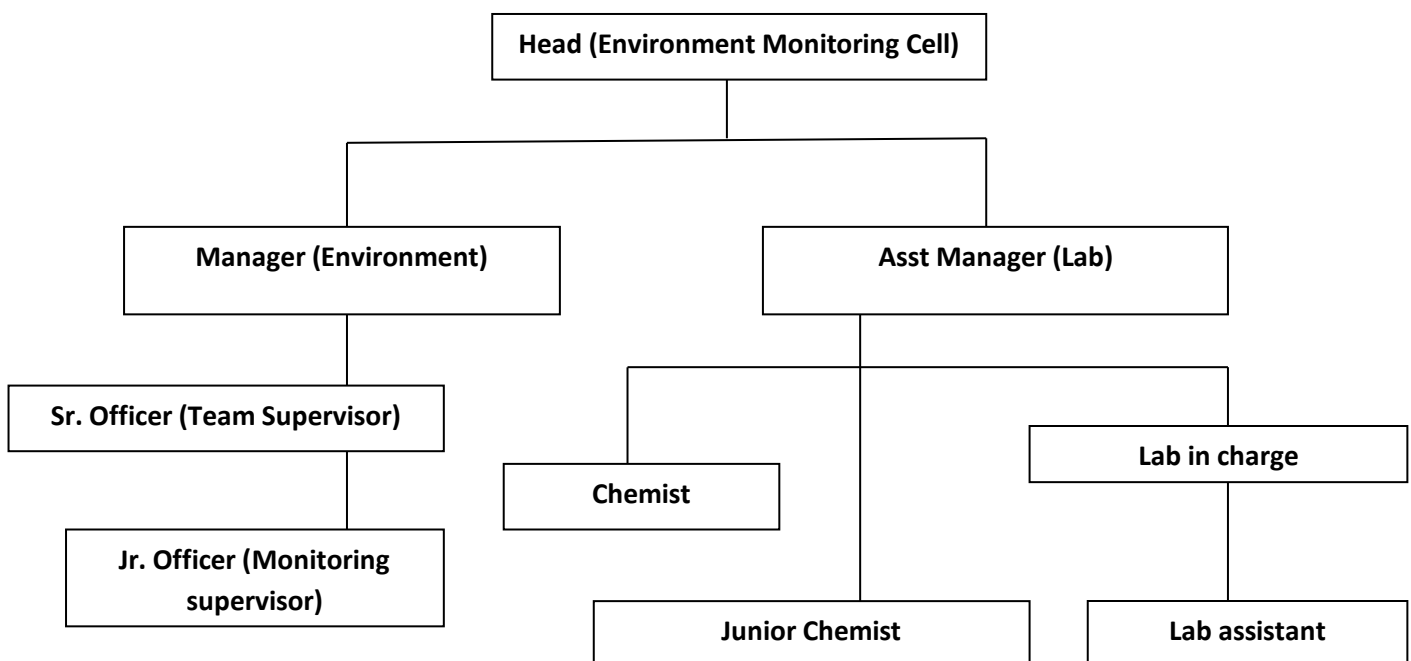 Head (Environment Monitoring Cell)
Manager (Environment)
Asst Manager (Lab)
Sr. Officer (Team Supervisor)
Lab in charge
Chemist
Jr. Officer (Monitoring
supervisor)
Junior Chemist
Lab assistant